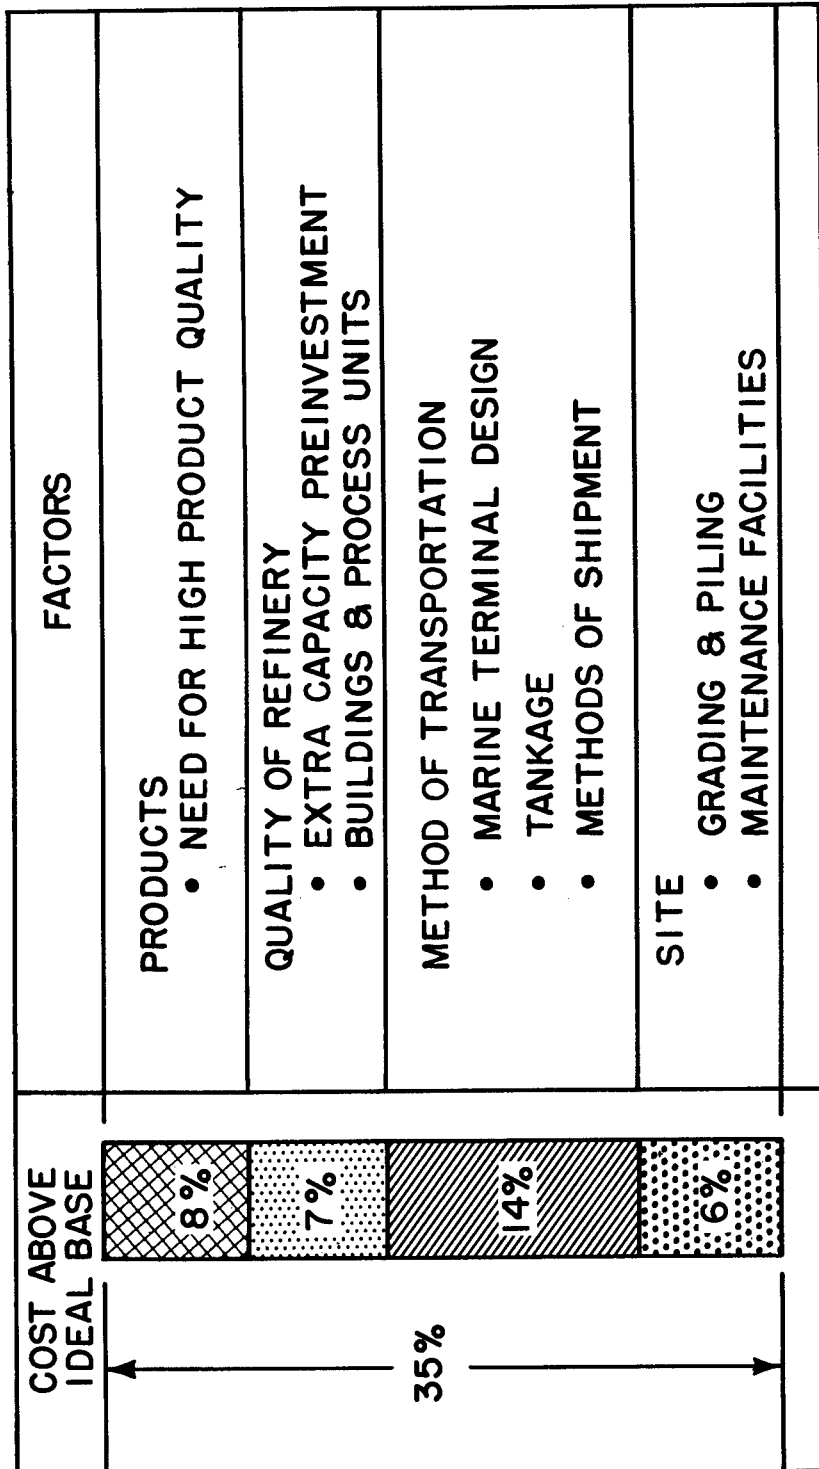 COST ABOVE
IDEAL BASE
FACTORS
35%
8%
PRODUCTS
• NEED FOR HIGH PRODUCT QUALITY
7%
QUALITY OF REFINERY
• EXTRA CAPACITY PREINVESTMENT
• BUILDINGS & PROCESS UNITS
14%
METHOD OF TRANSPORTATION
• MARINE TERMINAL DESIGN
• TANKAGE
• METHODS OF SHIPMENT
6%
SITE
• GRADING & PILING
• MAINTENANCE FACILITIES